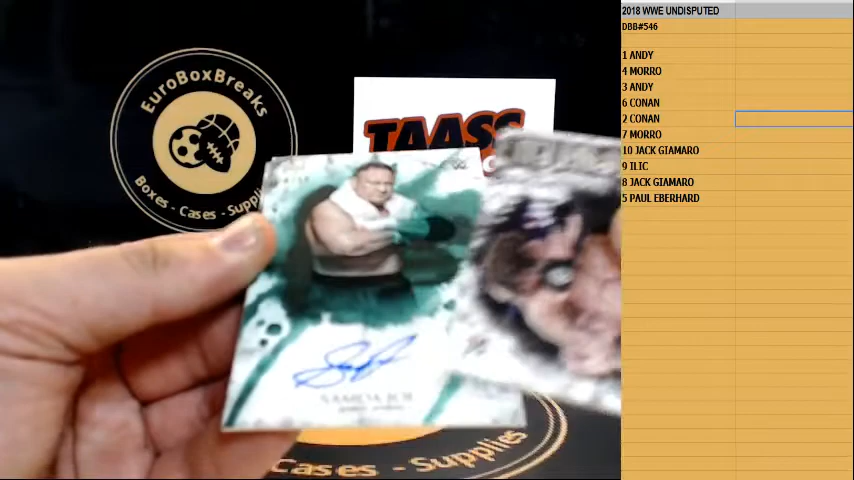 EuroBoxBreaks
Boxes - Cases - Suppli
TAASS
SAMOA JOE
Cases - Supplies
2018 WWE UNDISPUTED
DBB#546
1 ANDY
4 MORRO
3 ANDY
6 CONAN
2 CONAN
7 MORRO
10 JACK GIAMARO
9 ILIC
8 JACK GIAMARO
5 PAUL EBERHARD